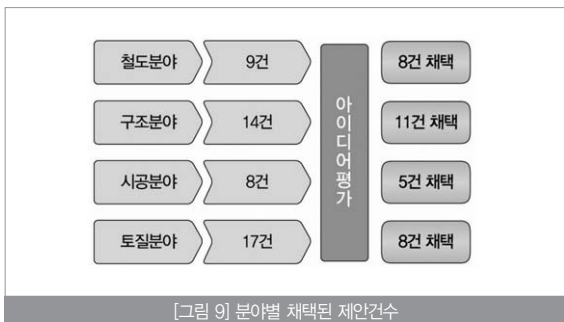 철도분야 9건 8건 채택
구조분야 14건 11건 채택
시공분야 8건 5건 채택
토질분야 17건 8건 채택
아이디어평가
[그림 9] 분야별 채택된 제안건수